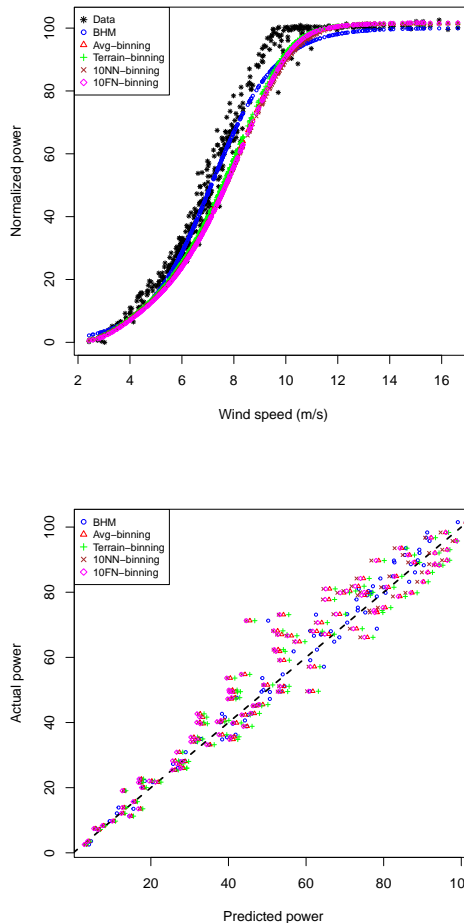 Data
BHM
Avg−binning
Terrain−binning
10NN−binning
10FN−binning
100
80
60
40
20
0
Normalized power
2 4 6 8 10 12 14 16
Wind speed (m/s)
BHM
Avg−binning
Terrain−binning
10NN−binning
10FN−binning
100
80
60
40
20
0
Actual power
20 40 60 80 100
Predicted power